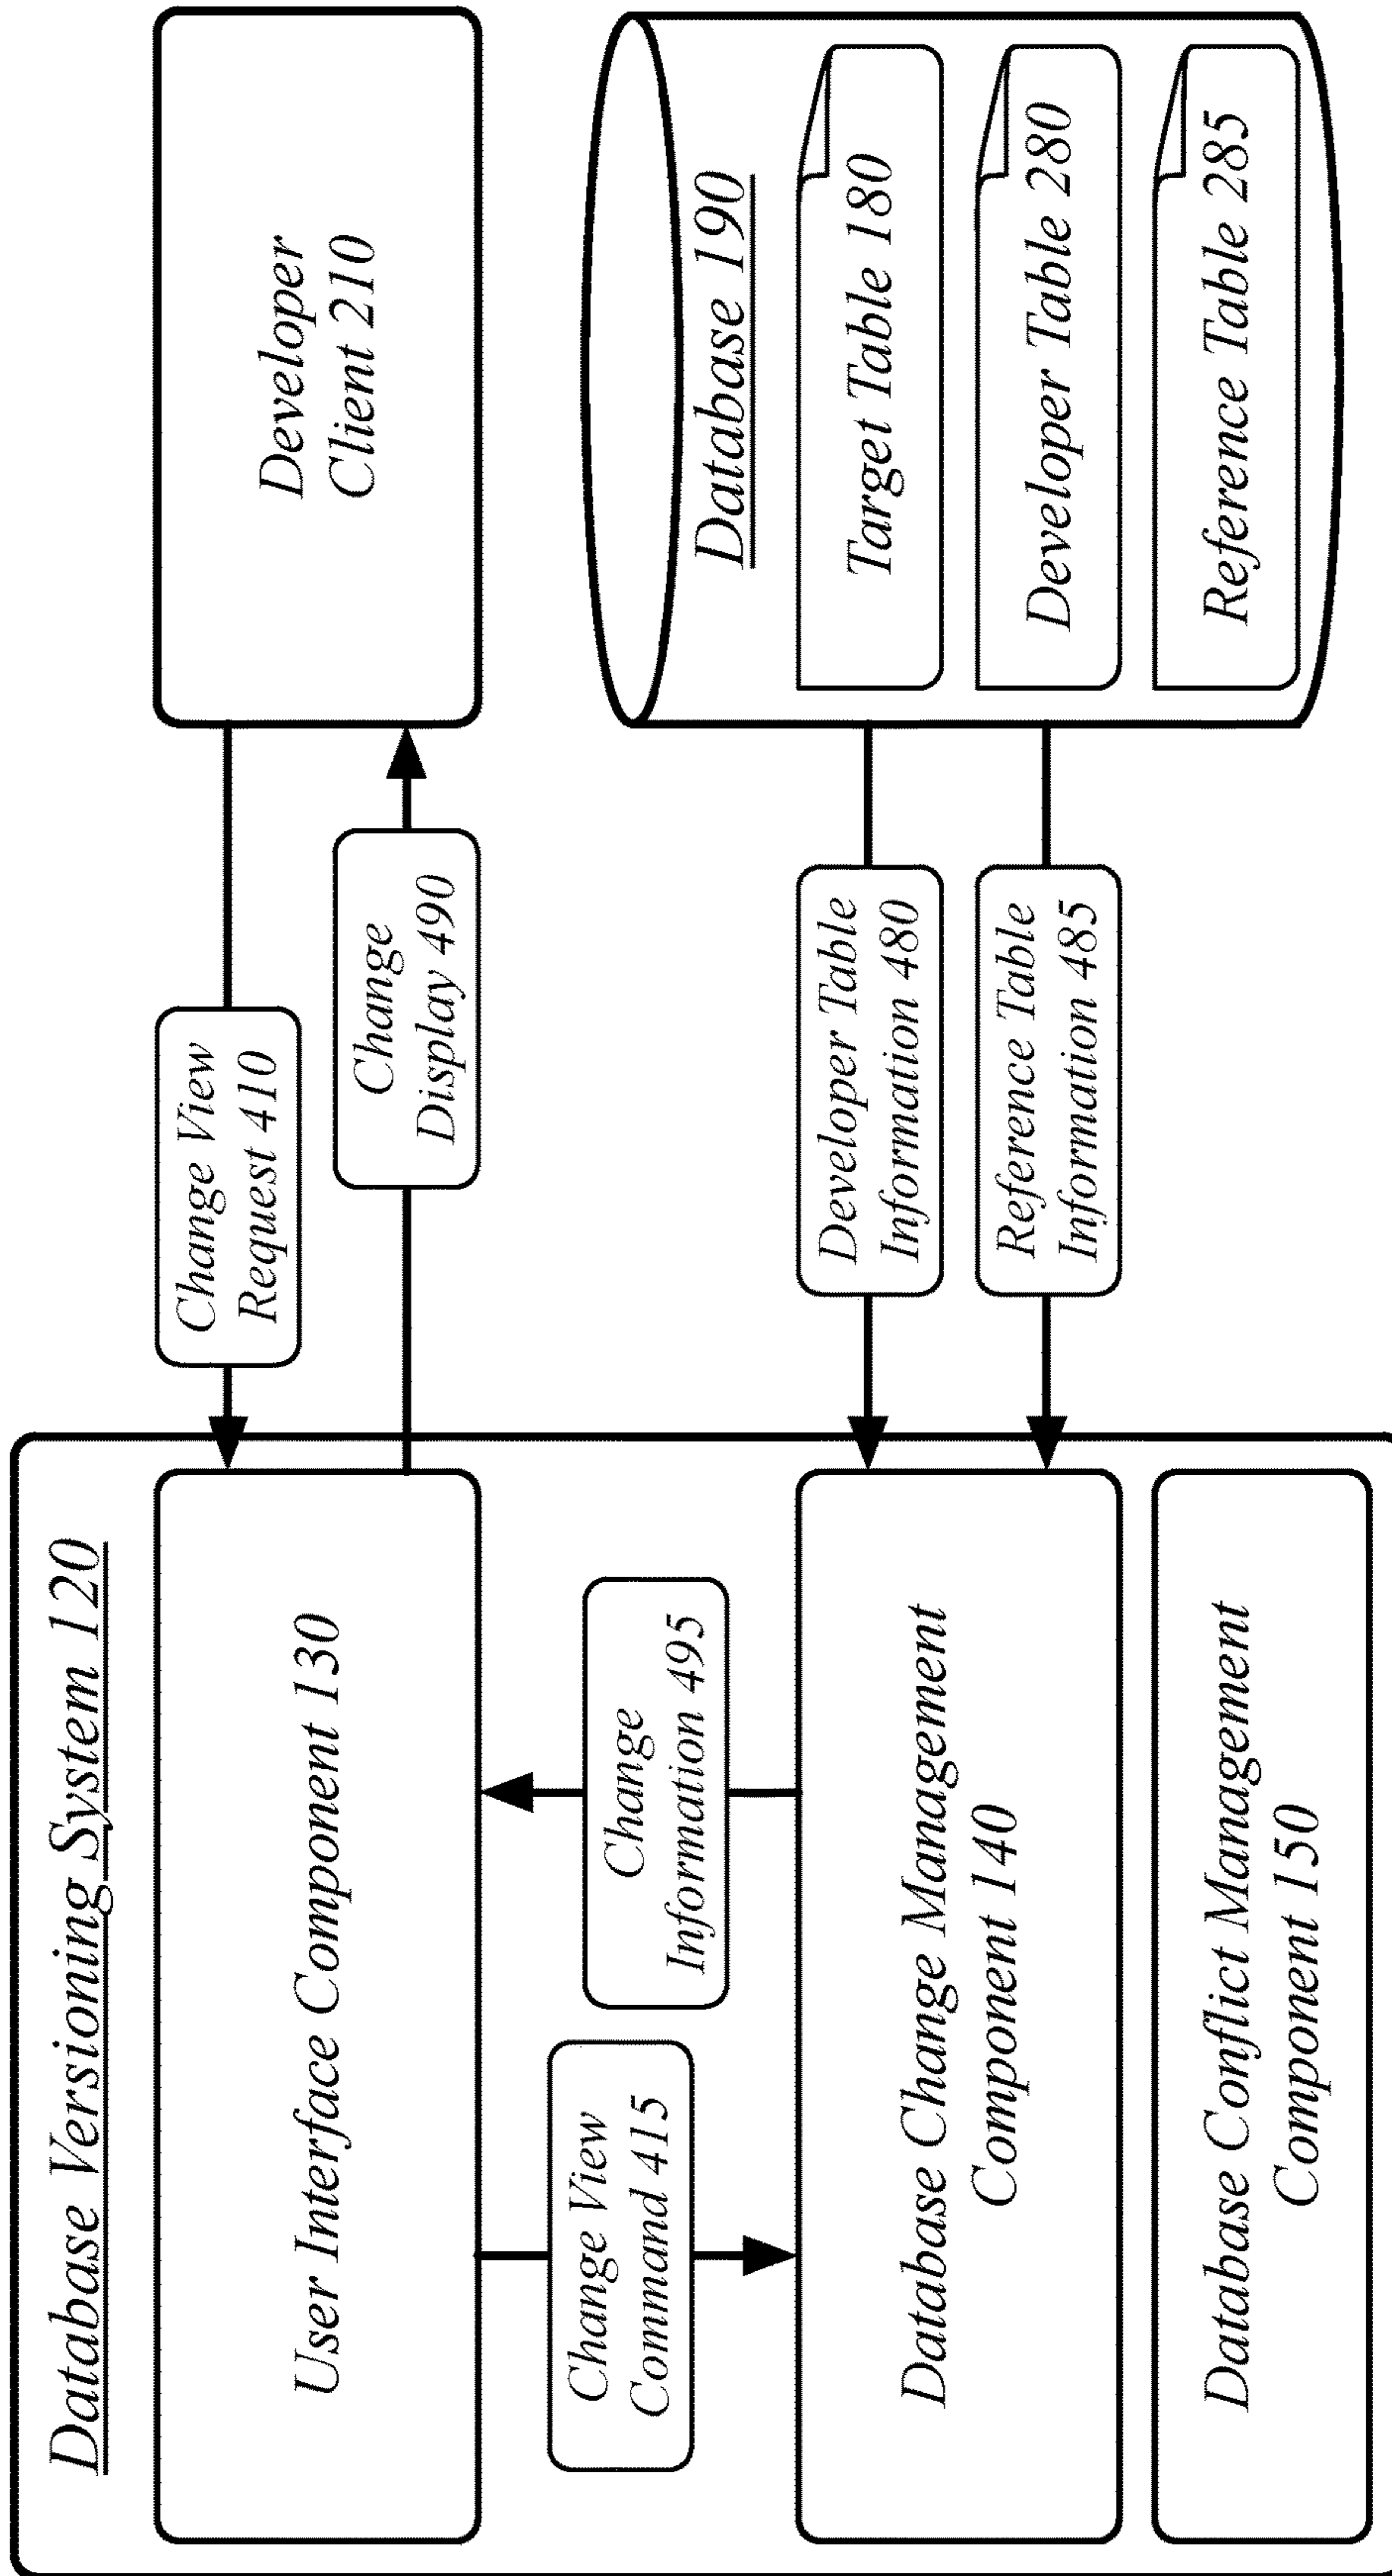 Database Versioning System 120
User Interface Component 130
Change View
Request 410
Developer
Client 210
Change
Display 490
Change View
Command 415
Change
Information 495
Database Change Management
Component 140
Developer Table
Information 480
Reference Table
Information 485
Database 190
Target Table 180
Developer Table 280
Reference Table 285
Database Conflict Management
Component 150